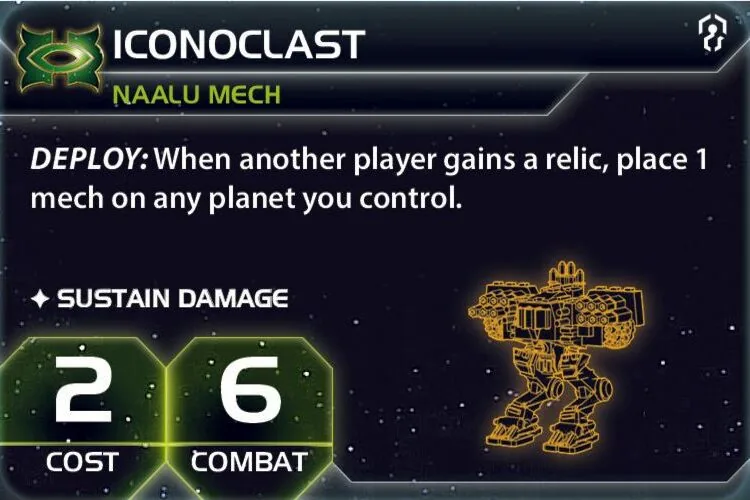 ICONOCLAST
NAALU MECH
DEPLOY: When another player gains a relic, place 1
mech on any planet you control.
SUSTAIN DAMAGE
2 6
COST COMBAT